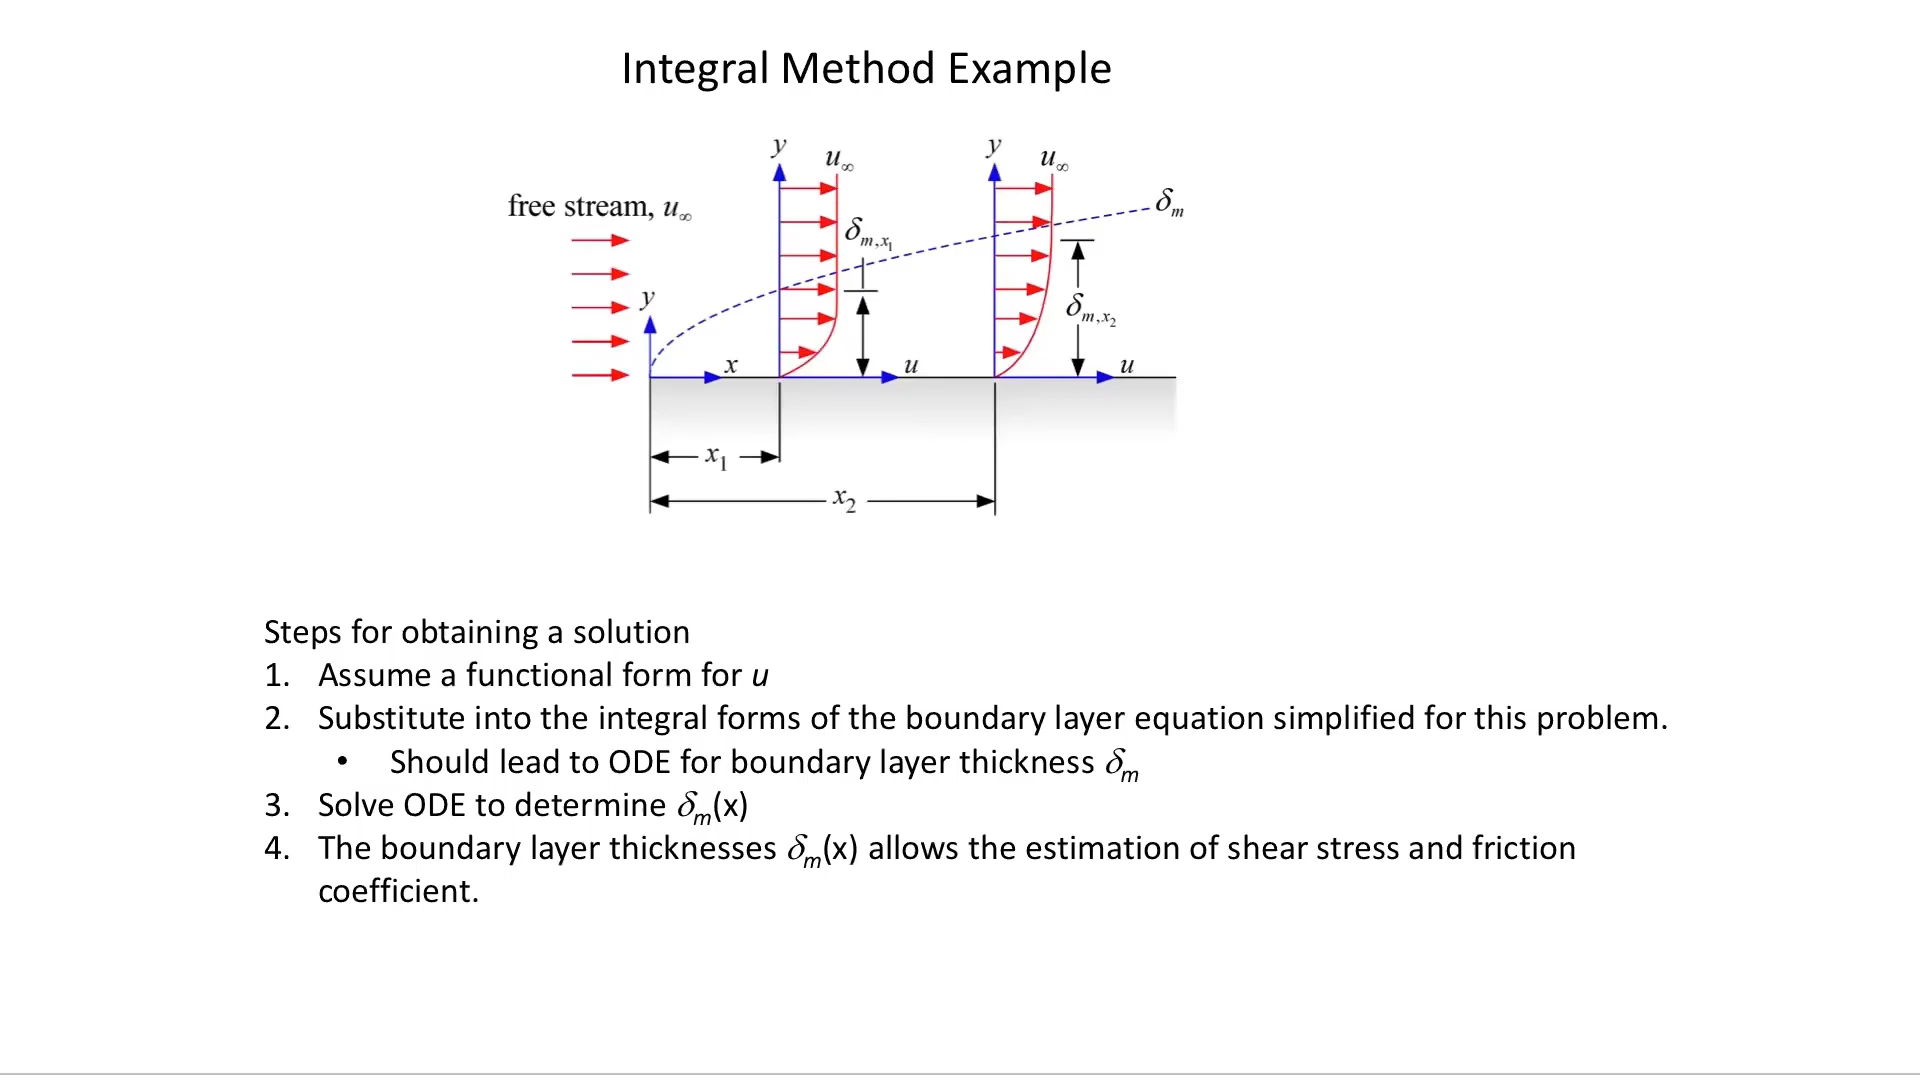 Integral Method Example
y u∞ y u∞
free stream, u∞
δm
δm,x1
y
δm,x2
x u u
x1
x2
Steps for obtaining a solution
1. Assume a functional form for u
2. Substitute into the integral forms of the boundary layer equation simplified for this problem.
• Should lead to ODE for boundary layer thickness δm
3. Solve ODE to determine δm(x)
4. The boundary layer thicknesses δm(x) allows the estimation of shear stress and friction
coefficient.